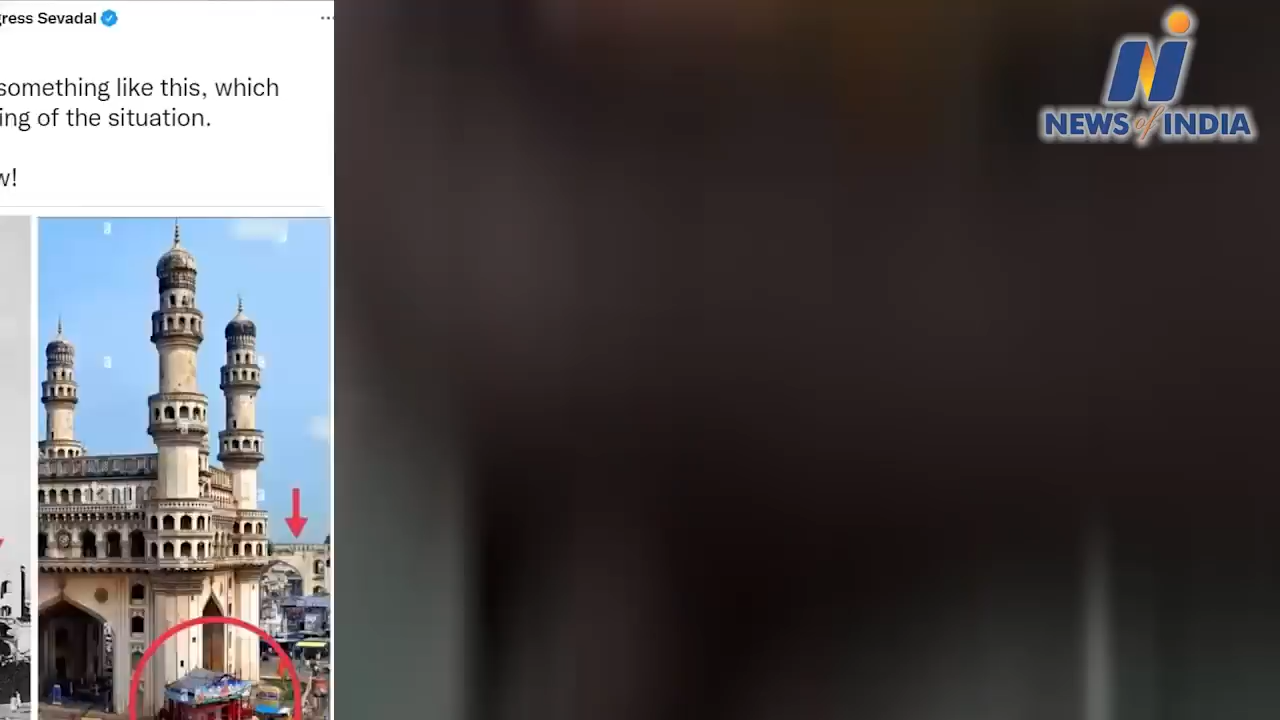 gress Sevadal
something like this, which
ing of the situation.
w!
NEWS of INDIA